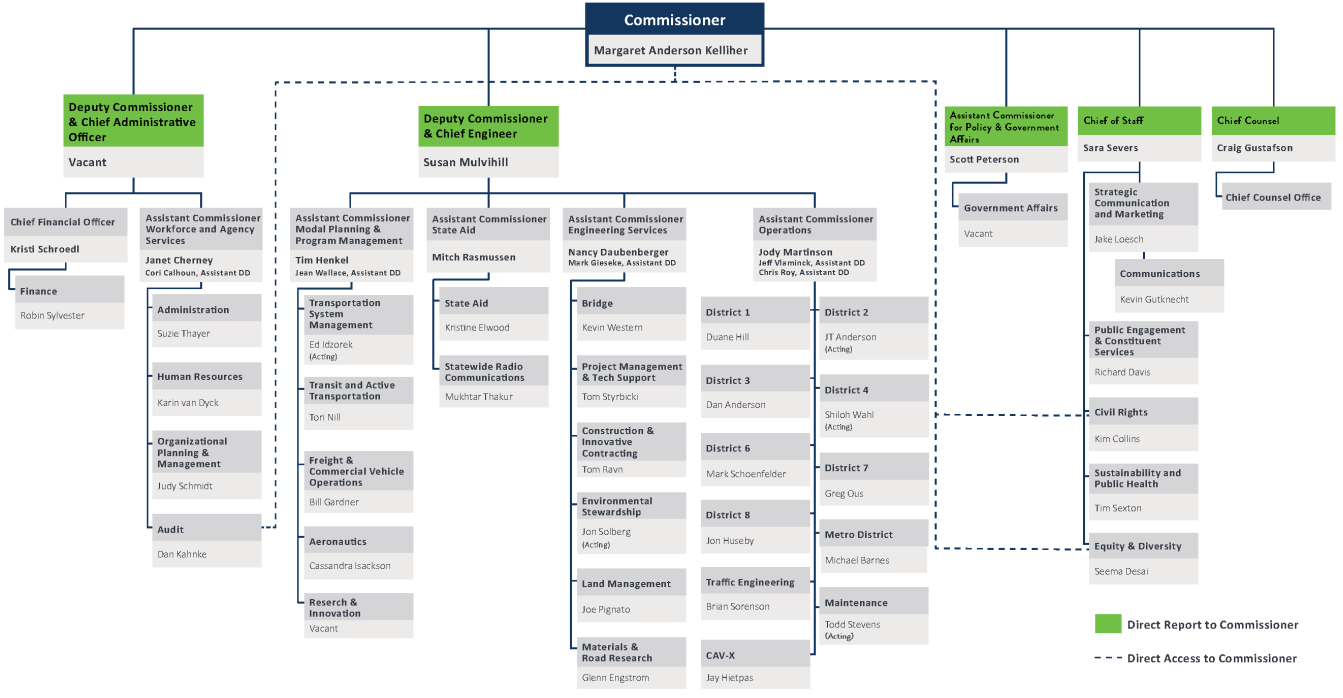 Commissioner
Margaret Anderson Kelliher
Deputy Commissioner
& Chief Administrative
Officer
Vacant
Chief Financial Officer
Kristi Schroedl
Finance
Robin Sylvester
Assistant Commissioner
Workforce and Agency
Services
Janet Cherney
Cori Calhoun, Assistant DD
Administration
Suzie Thayer
Human Resources
Karin van Dyck
Organizational
Planning &
Management
Judy Schmidt
Audit
Dan Kahnke
Deputy Commissioner
& Chief Engineer
Susan Mulvihill
Assistant Commissioner
Modal Planning &
Program Management
Tim Henkel
Jean Wallace, Assistant DD
Transportation
System
Management
Ed Idzorek
(Acting)
Transit and Active
Transportation
Tori Nill
Freight &
Commercial Vehicle
Operations
Bill Gardner
Aeronautics
Cassandra Isackson
Reserch &
Innovation
Vacant
Assistant Commissioner
State Aid
Mitch Rasmussen
State Aid
Kristine Elwood
Statewide Radio
Communications
Mukhtar Thakur
Assistant Commissioner
Engineering Services
Nancy Daubenberger
Mark Gieseke, Assistant DD
Bridge
Kevin Western
Project Management
& Tech Support
Tom Styrbicki
Construction &
Innovative
Contracting
Tom Ravn
Environmental
Stewardship
Jon Solberg
(Acting)
Land Management
Joe Pignato
Materials &
Road Research
Glenn Engstrom
Assistant Commissioner
Operations
Jody Martinson
Jeff Vlaminck, Assistant DD
Chris Roy, Assistant DD
District 1
Duane Hill
District 2
JT Anderson
(Acting)
District 3
Dan Anderson
District 4
Shiloh Wahl
(Acting)
District 6
Mark Schoenfelder
District 7
Greg Ous
District 8
Jon Huseby
Metro District
Michael Barnes
Traffic Engineering
Brian Sorenson
Maintenance
Todd Stevens
(Acting)
CAV-X
Jay Hietpas
Assistant Commissioner
for Policy & Government
Affairs
Scott Peterson
Government Affairs
Vacant
Chief of Staff
Sara Severs
Strategic
Communication
and Marketing
Jake Loesch
Communications
Kevin Gutknecht
Public Engagement
& Constituent
Services
Richard Davis
Civil Rights
Kim Collins
Sustainability and
Public Health
Tim Sexton
Equity & Diversity
Seema Desai
Chief Counsel
Craig Gustafson
Chief Counsel Office
Direct Report to Commissioner
Direct Access to Commissioner